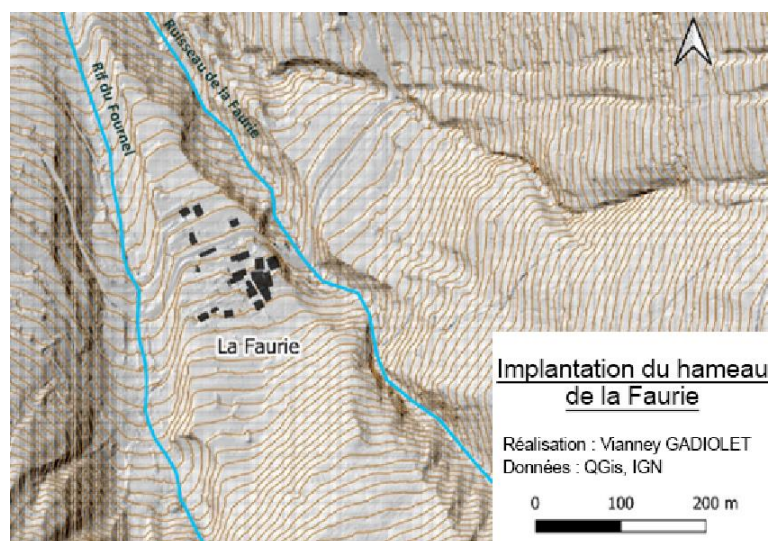 Rif du Fournel
Ruisseau de la Faurie
La Faurie
Implantation du hameau
de la Faurie
Réalisation : Vianney GADIOLET
Données : QGis, IGN
0 100 200 m